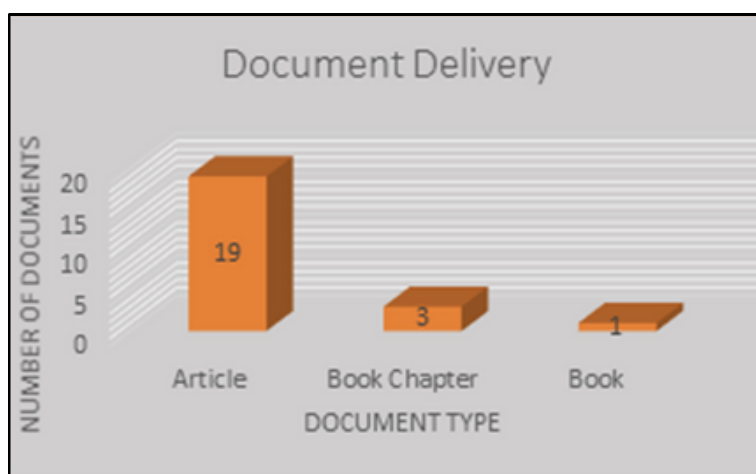 Document Delivery
NUMBER OF DOCUMENTS
20
15
10
5
0
19
3
1
Article
Book Chapter
Book
DOCUMENT TYPE